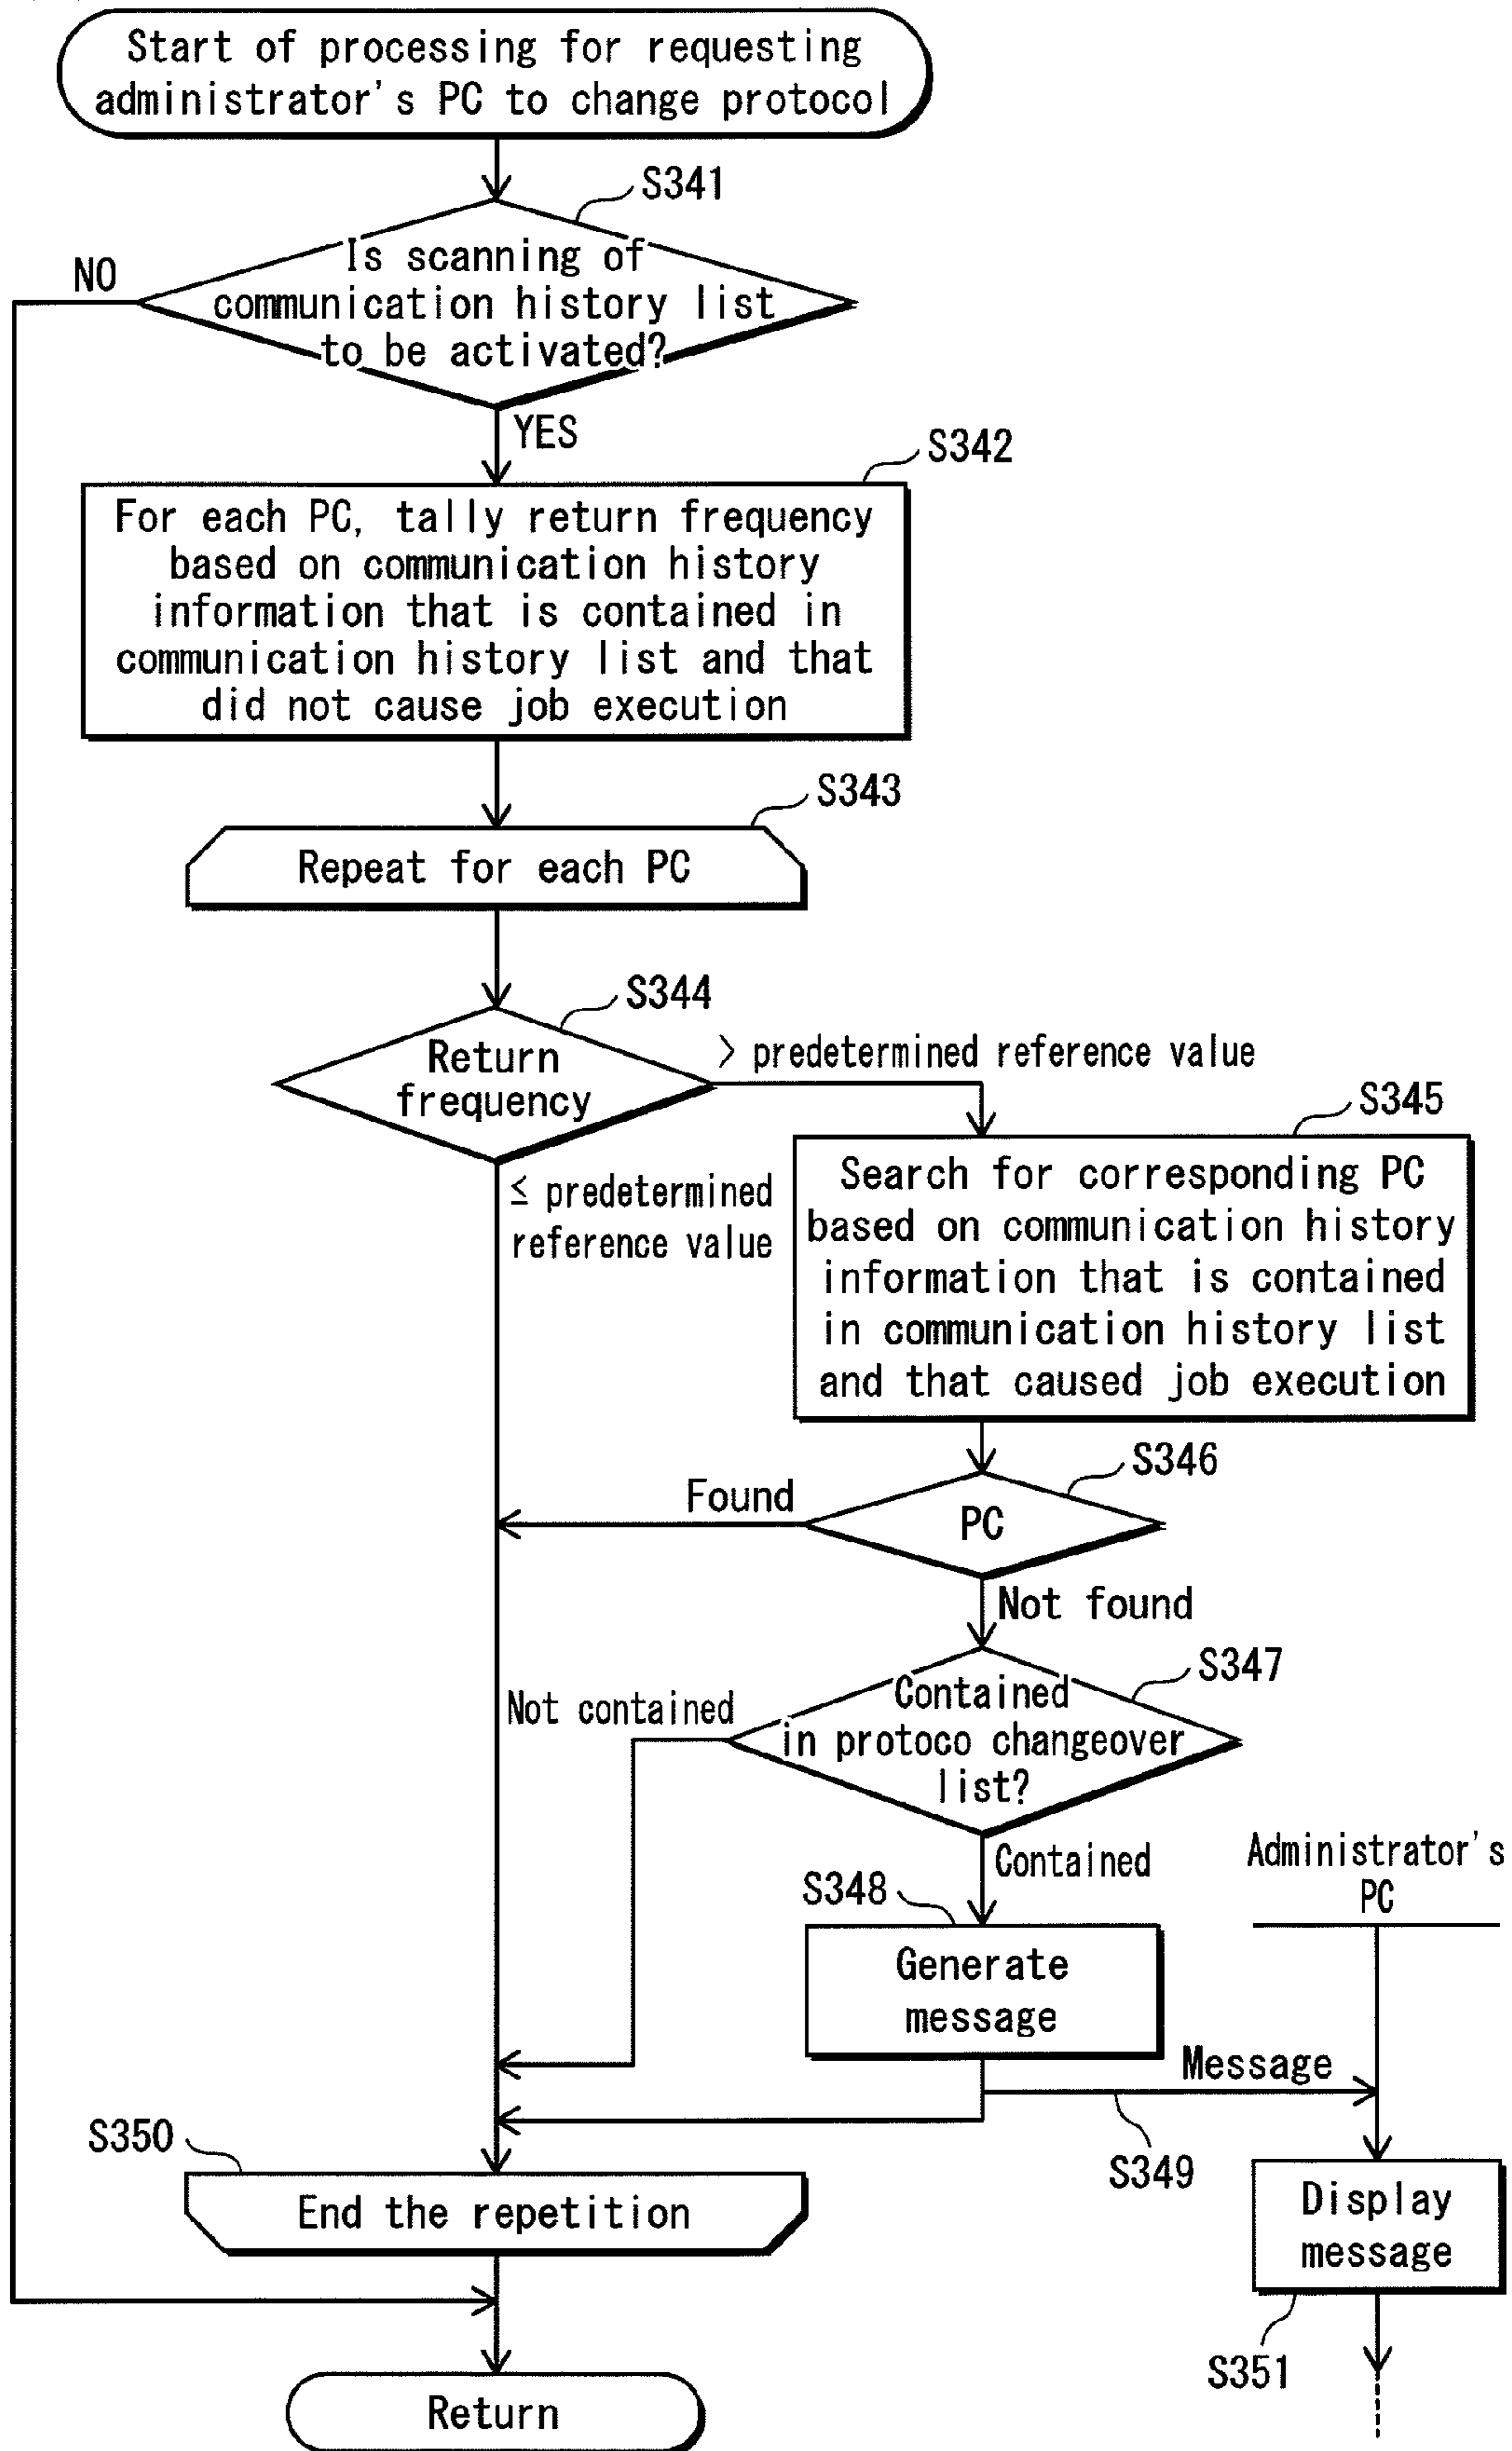 Start of processing for requesting
administrator's PC to change protocol
S341
Is scanning of
communication history list
to be activated?
NO
YES
S342
For each PC, tally return frequency
based on communication history
information that is contained in
communication history list and that
did not cause job execution
S343
Repeat for each PC
S344
Return
frequency
> predetermined reference value
≤ predetermined
reference value
S345
Search for corresponding PC
based on communication history
information that is contained
in communication history list
and that caused job execution
S346
PC
Found
Not found
S347
Contained
in protoco changeover
list?
Not contained
Contained
Administrator's
PC
S348
Generate
message
Message
S349
S350
End the repetition
Display
message
S351
Return